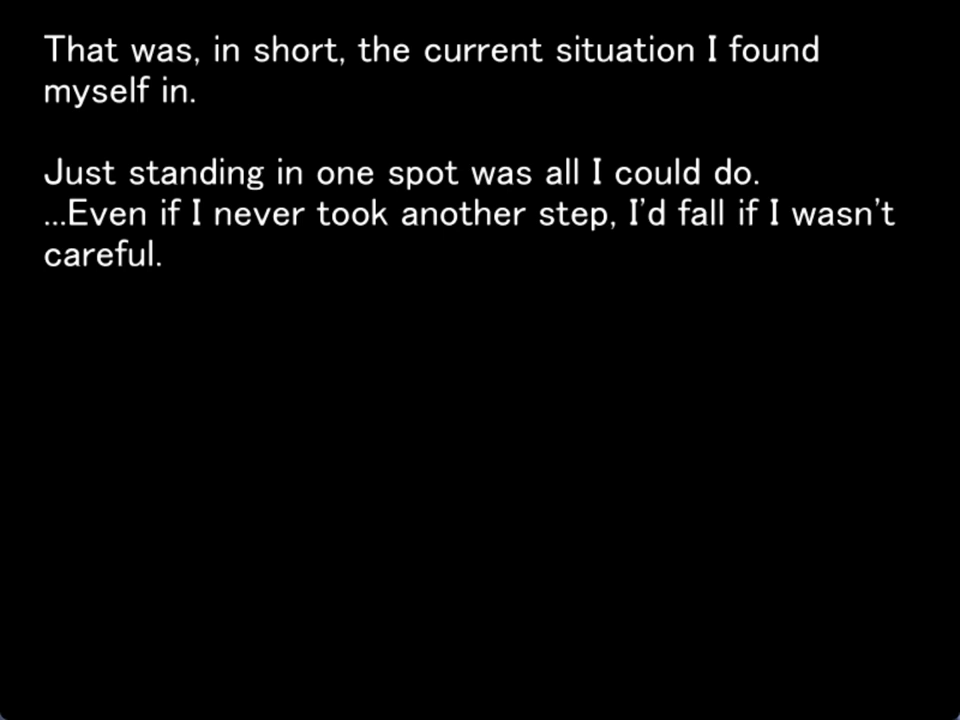 That was, in short, the current situation I found
myself in.
Just standing in one spot was all I could do.
...Even if I never took another step, I'd fall if I wasn't
careful.